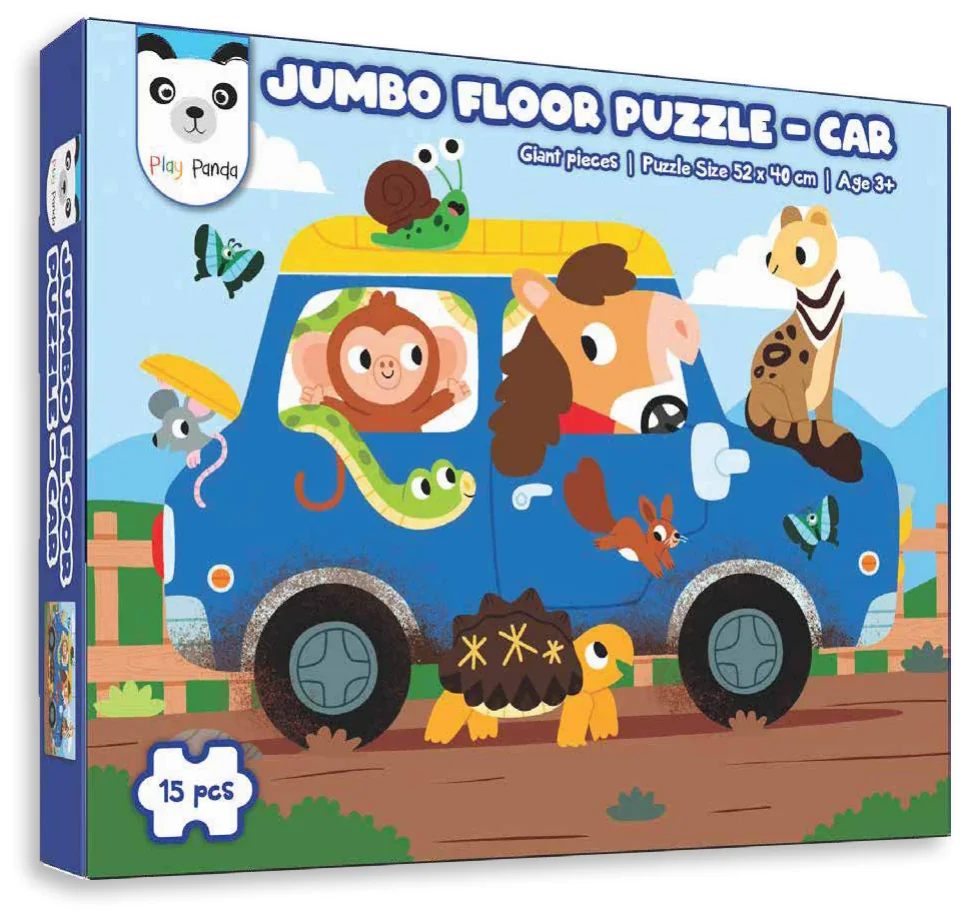 Play Panda
JUMBO FLOOR PUZZLE - CAR
Giant pieces | Puzzle Size 52 x 40 cm | Age 3+
15 pcs
Play Panda
JUMBO FLOOR
PUZZLE - CAR